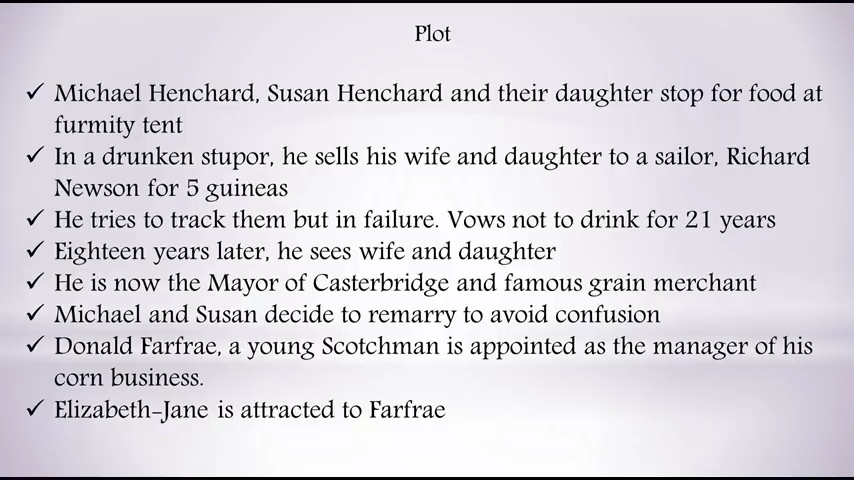 Plot
✓ Michael Henchard, Susan Henchard and their daughter stop for food at
furmity tent
✓ In a drunken stupor, he sells his wife and daughter to a sailor, Richard
Newson for 5 guineas
✓ He tries to track them but in failure. Vows not to drink for 21 years
✓ Eighteen years later, he sees wife and daughter
✓ He is now the Mayor of Casterbridge and famous grain merchant
✓ Michael and Susan decide to remarry to avoid confusion
✓ Donald Farfrae, a young Scotchman is appointed as the manager of his
corn business.
✓ Elizabeth-Jane is attracted to Farfrae